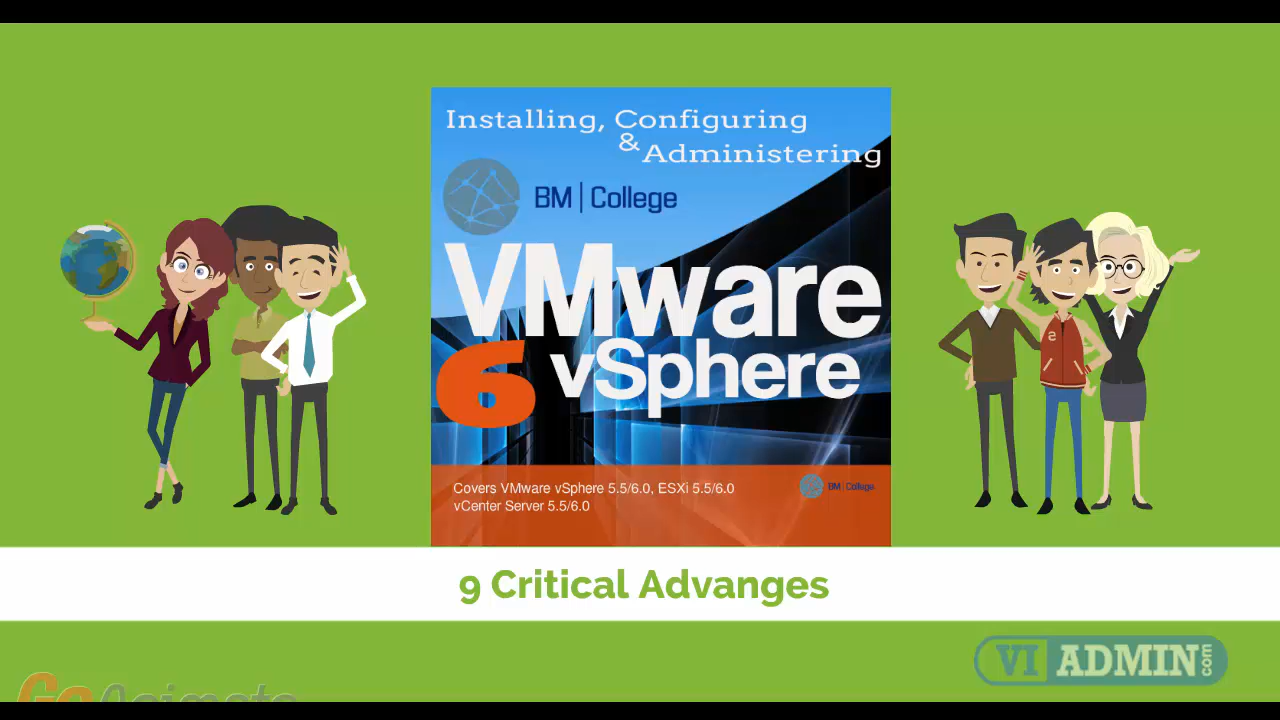 Installing, Configuring
&
Administering
BM | College
VMware
6 vSphere
Covers VMware vSphere 5.5/6.0, ESXi 5.5/6.0
vCenter Server 5.5/6.0
BM | College
9 Critical Advanges
VI ADMIN.com
GoAnimate